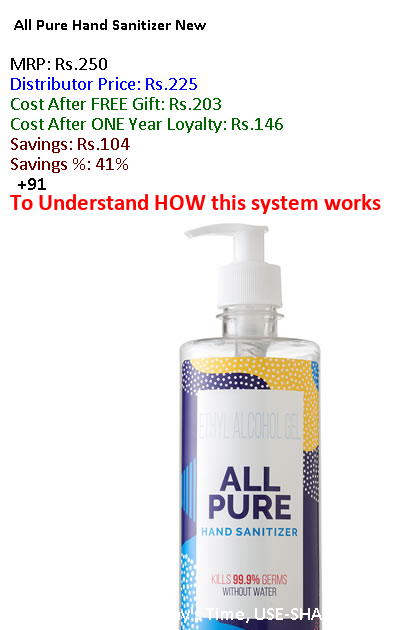 All Pure Hand Sanitizer New
MRP: Rs.250
Distributor Price: Rs.225
Cost After FREE Gift: Rs.203
Cost After ONE Year Loyalty: Rs.146
Savings: Rs.104
Savings %: 41%
+91
To Understand HOW this system works
ETHYL ALCOHOL GEL
ALL
PURE
HAND SANITIZER
KILLS 99.9% GERMS
WITHOUT WATER
Time, USE-SHA